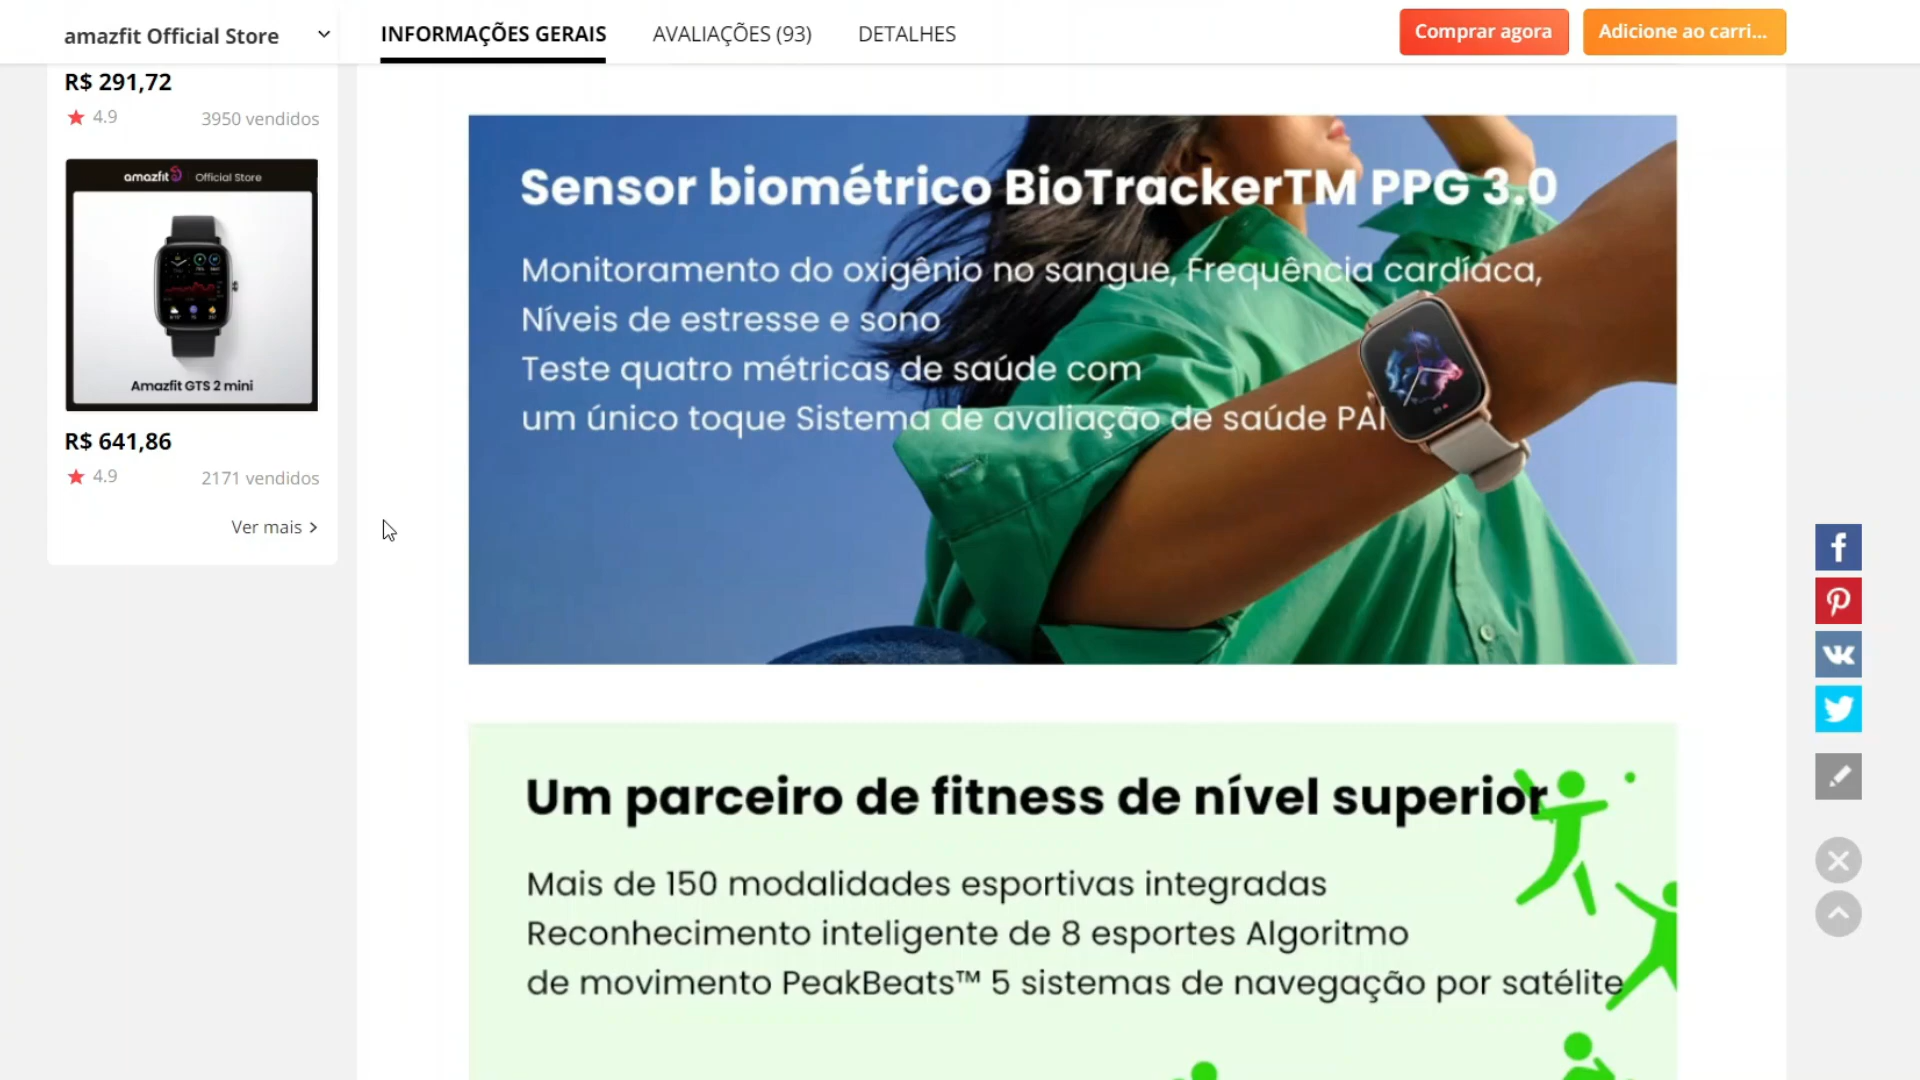 amazfit Official Store
INFORMAÇÕES GERAIS
AVALIAÇÕES (93)
DETALHES
Comprar agora
Adicione ao carri...
R$ 291,72
4.9
3950 vendidos
amazfit Official Store
Amazfit GTS 2 mini
R$ 641,86
4.9
2171 vendidos
Ver mais >
Sensor biométrico BioTrackerTM PPG 3.0
Monitoramento do oxigênio no sangue, Frequência cardíaca,
Níveis de estresse e sono
Teste quatro métricas de saúde com
um único toque Sistema de avaliação de saúde PAI
Um parceiro de fitness de nível superior
Mais de 150 modalidades esportivas integradas
Reconhecimento inteligente de 8 esportes Algoritmo
de movimento PeakBeats™ 5 sistemas de navegação por satélite